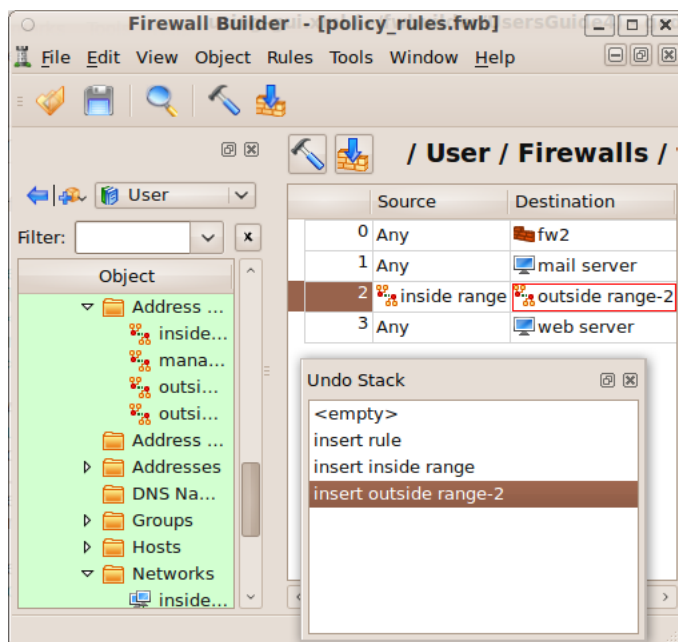 Firewall Builder - [policy_rules.fwb]
File Edit View Object Rules Tools Window Help
/ User / Firewalls /
User
Filter:
Object
Address ...
inside...
mana...
outsi...
outsi...
Address ...
Addresses
DNS Na...
Groups
Hosts
Networks
inside...
Source Destination
0 Any fw2
1 Any mail server
2 inside range outside range-2
3 Any web server
Undo Stack
<empty>
insert rule
insert inside range
insert outside range-2